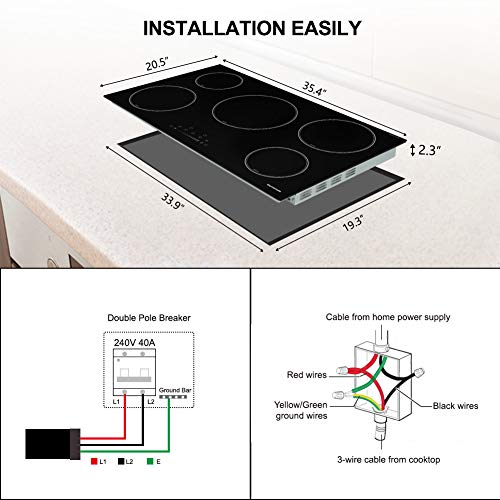 INSTALLATION EASILY
20.5"
35.4"
2.3"
33.9"
19.3"
Double Pole Breaker
240V 40A
Ground Bar
L1
L2
L1 L2 E
Cable from home power supply
Red wires
Yellow/Green
ground wires
Black wires
3-wire cable from cooktop